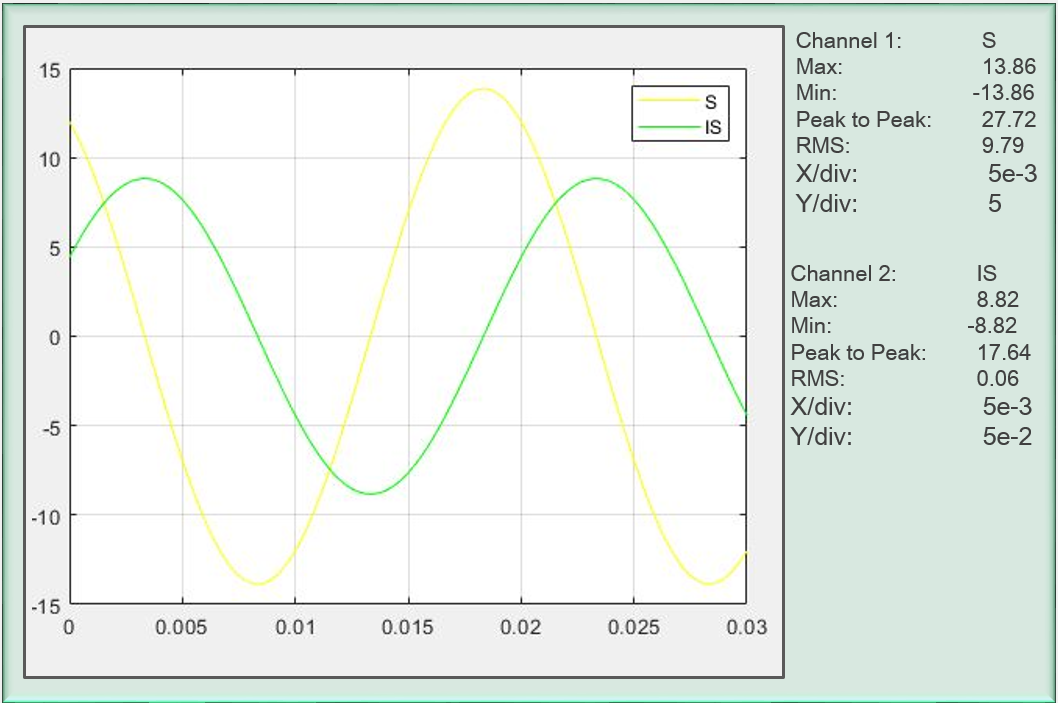 15
10
5
0
-5
-10
-15
0 0.005 0.01 0.015 0.02 0.025 0.03
S
IS
Channel 1: S
Max: 13.86
Min: -13.86
Peak to Peak: 27.72
RMS: 9.79
X/div: 5e-3
Y/div: 5
Channel 2: IS
Max: 8.82
Min: -8.82
Peak to Peak: 17.64
RMS: 0.06
X/div: 5e-3
Y/div: 5e-2